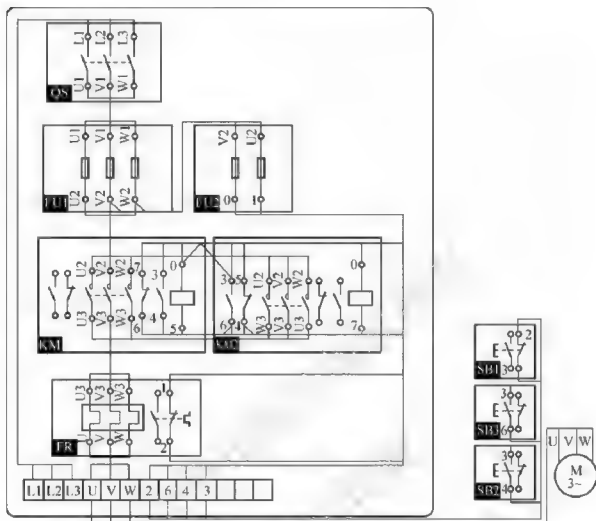 L1 L2 L3
QS
U1 V1 W1
U1 V1 W1
V2 U2
FU1
U2 V2 W2
FU2
0 1
U2 V2 W2 7 3 0
3 5 U2 V2 W2 0
KM1
U3 V3 W3 6 4 5
KM2
6 4 W3 V3 U3 7
2
SB1
E
3
U3 V3 W3 1
FR
U V W 2
3
E
SB3
6
U V W
M
3~
3
E
SB2
4
L1 L2 L3 U V W 2 6 4 3